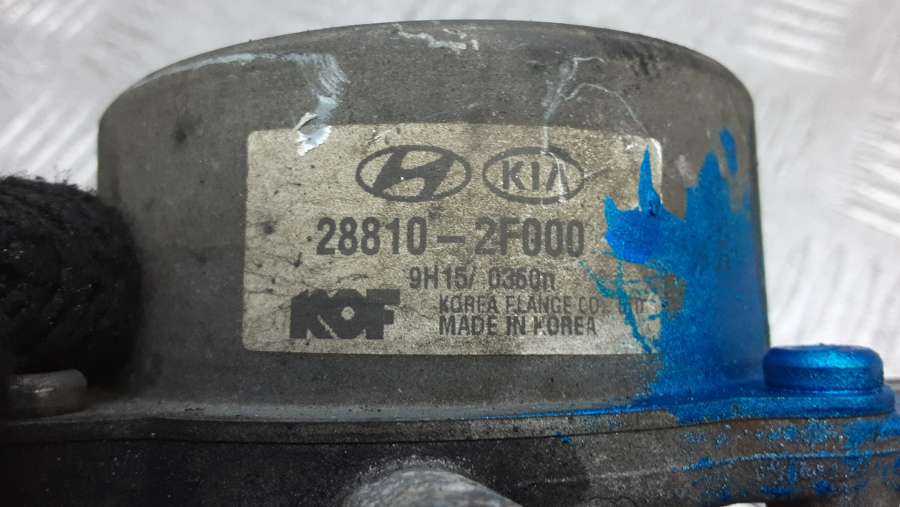 KIA
28810-2F000
9H15/ 0360n
KOF KOREA FLANGE CO.
MADE IN KOREA